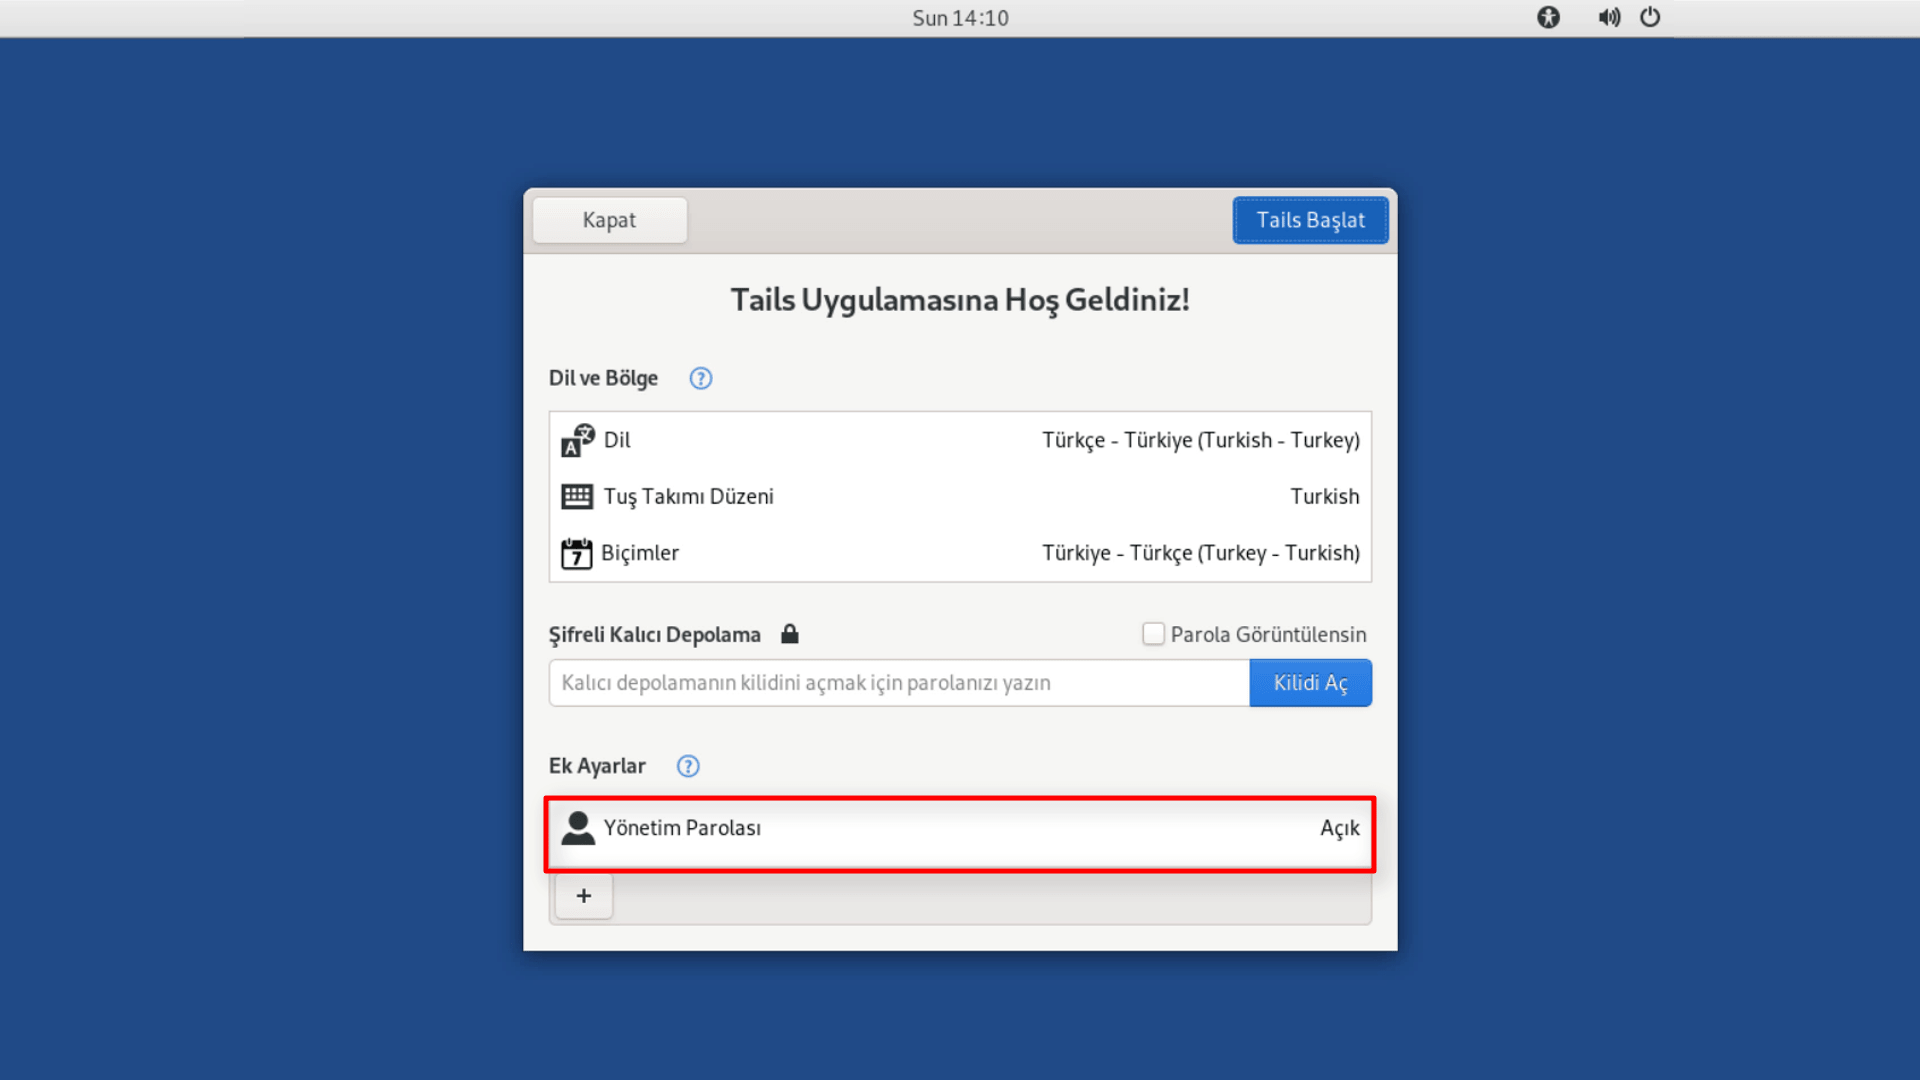 Sun 14:10
Kapat
Tails Başlat
Tails Uygulamasına Hoş Geldiniz!
Dil ve Bölge ?
Dil Türkçe - Türkiye (Turkish - Turkey)
Tuş Takımı Düzeni Turkish
7 Biçimler Türkiye - Türkçe (Turkey - Turkish)
Şifreli Kalıcı Depolama Parola Görüntülensin
Kalıcı depolamanın kilidini açmak için parolanızı yazın Kilidi Aç
Ek Ayarlar ?
Yönetim Parolası Açık
+